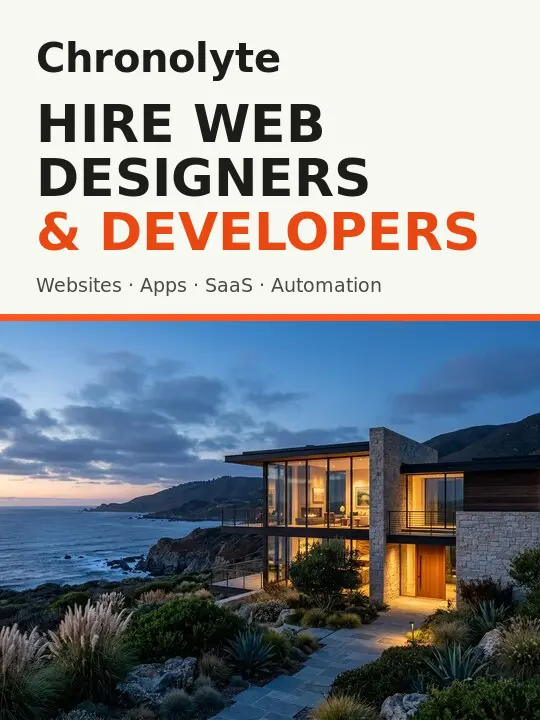 Chronolyte
HIRE WEB
DESIGNERS
& DEVELOPERS
Websites · Apps · SaaS · Automation